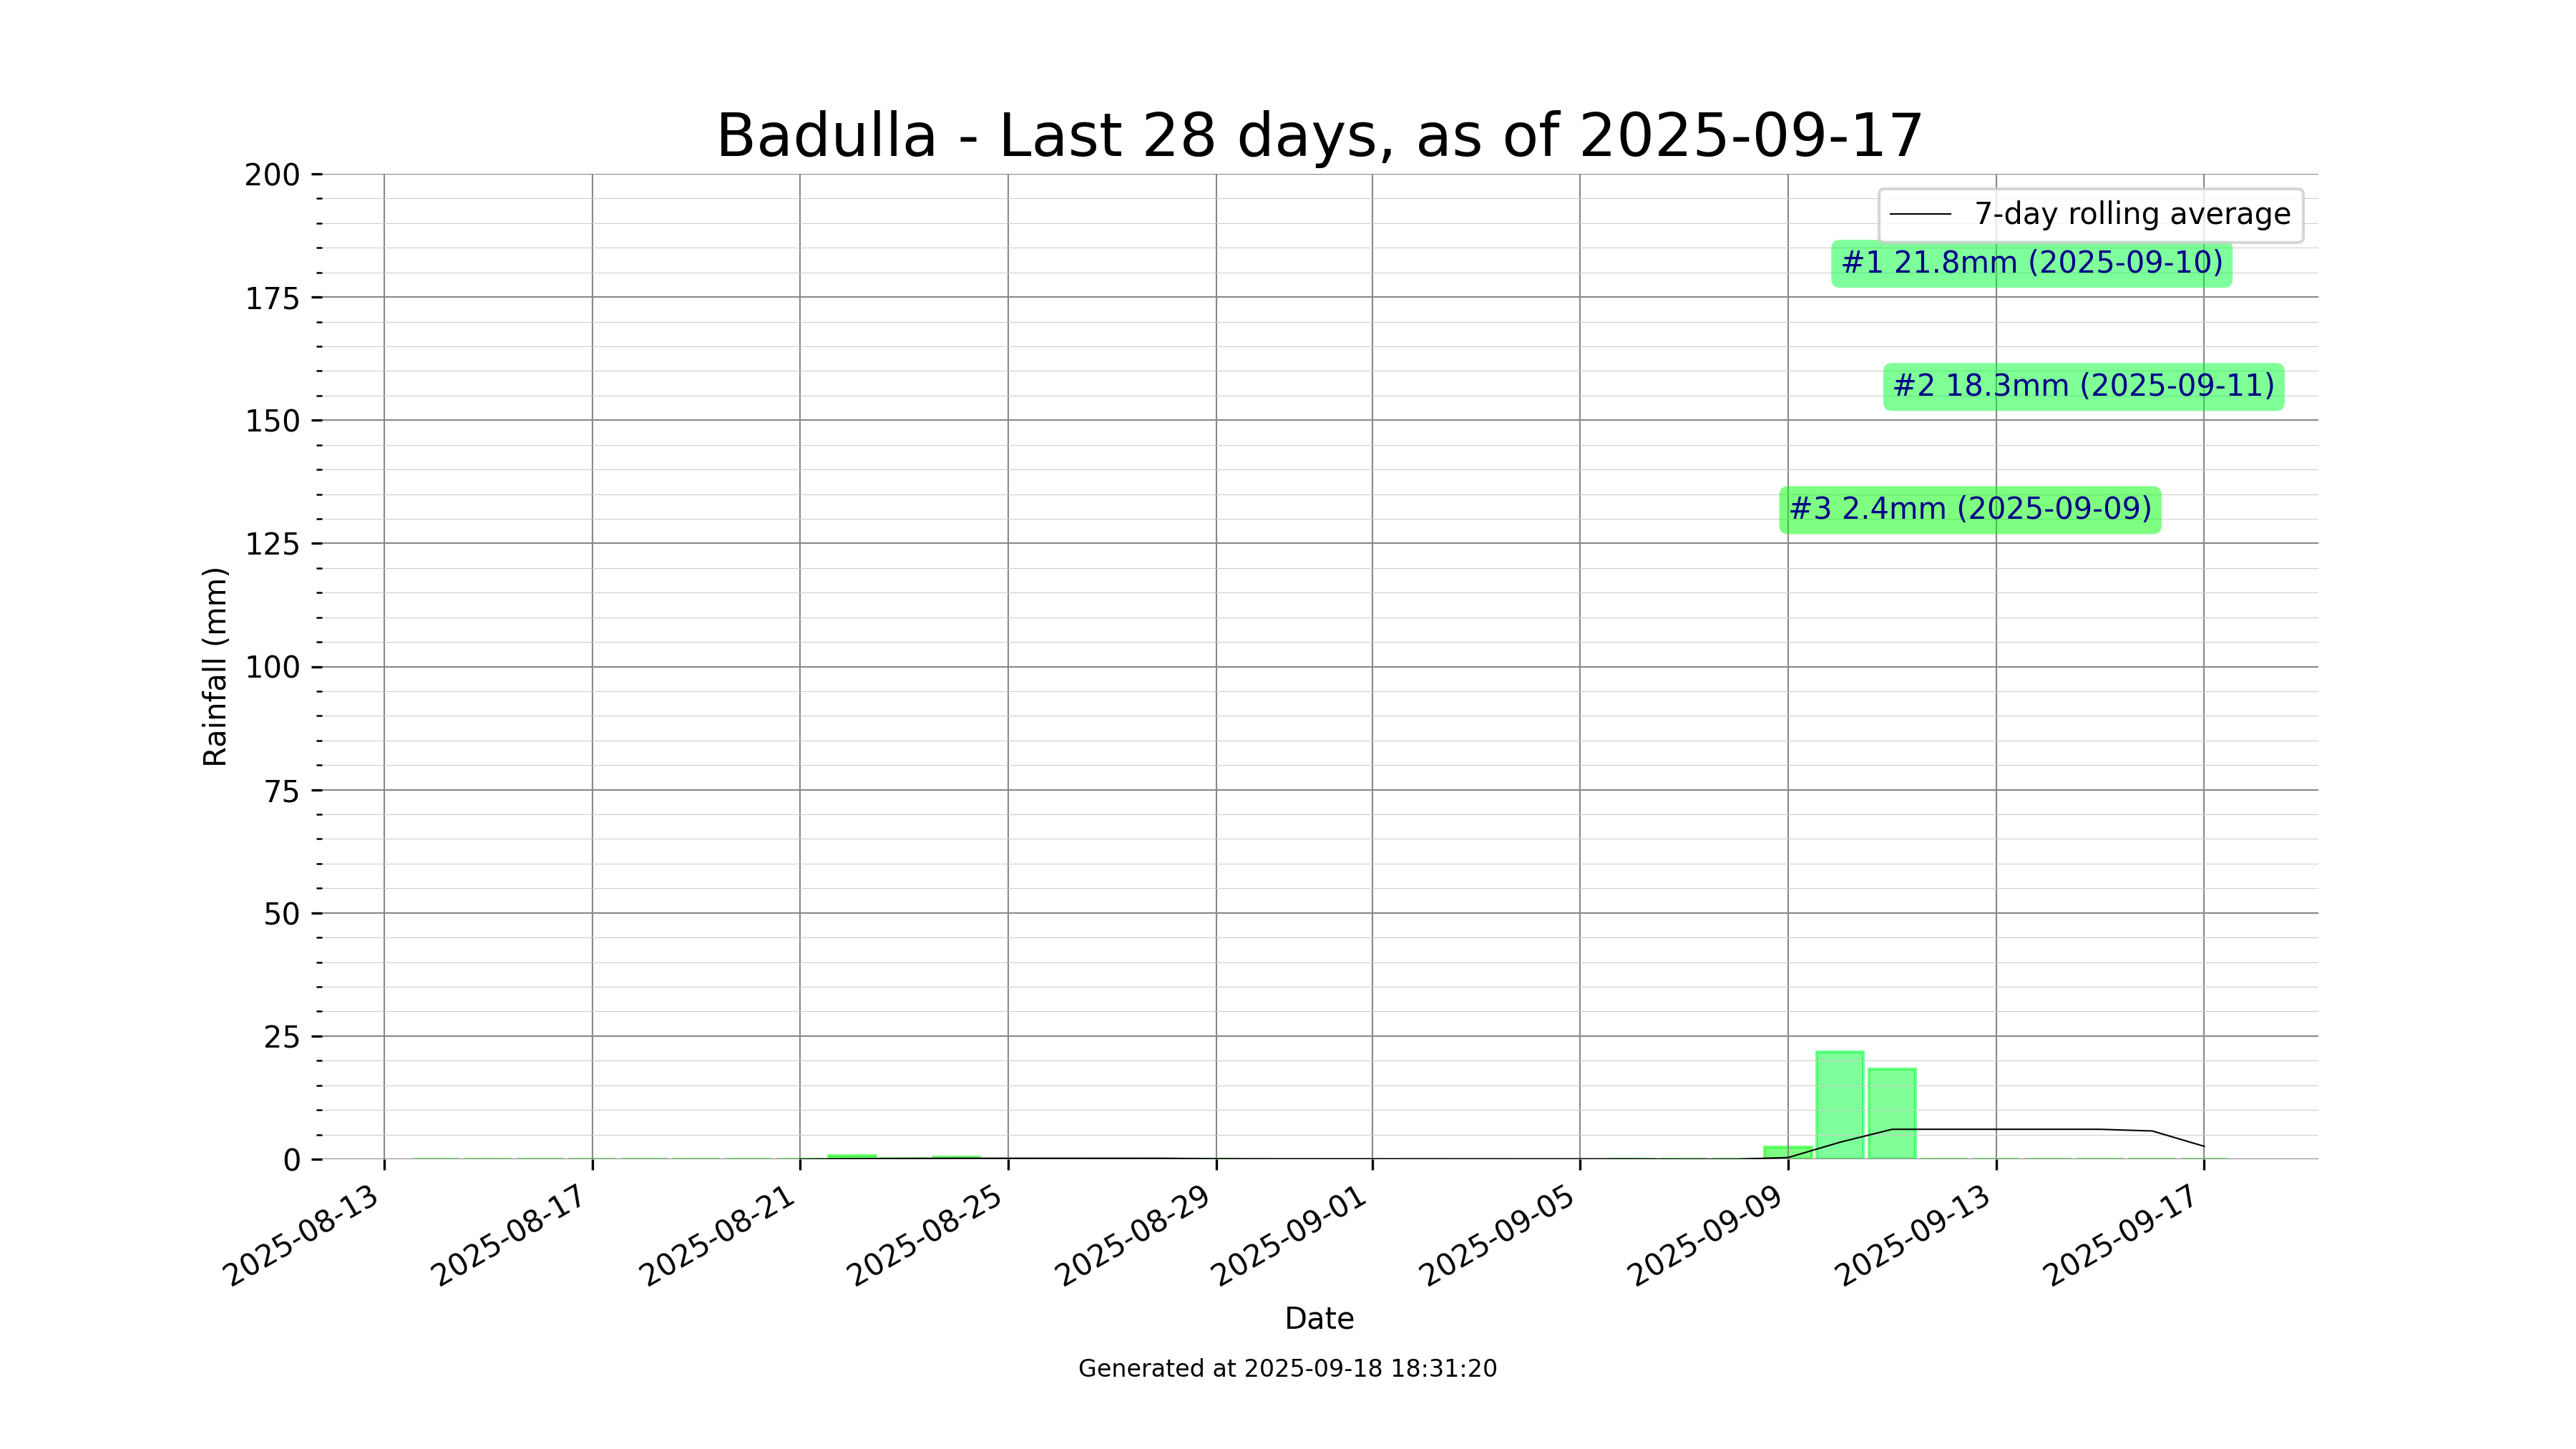 Badulla - Last 28 days, as of 2025-09-17
200
175
150
125
100
75
50
25
0
Rainfall (mm)
7-day rolling average
#1 21.8mm (2025-09-10)
#2 18.3mm (2025-09-11)
#3 2.4mm (2025-09-09)
2025-08-13
2025-08-17
2025-08-21
2025-08-25
2025-08-29
2025-09-01
2025-09-05
2025-09-09
2025-09-13
2025-09-17
Date
Generated at 2025-09-18 18:31:20